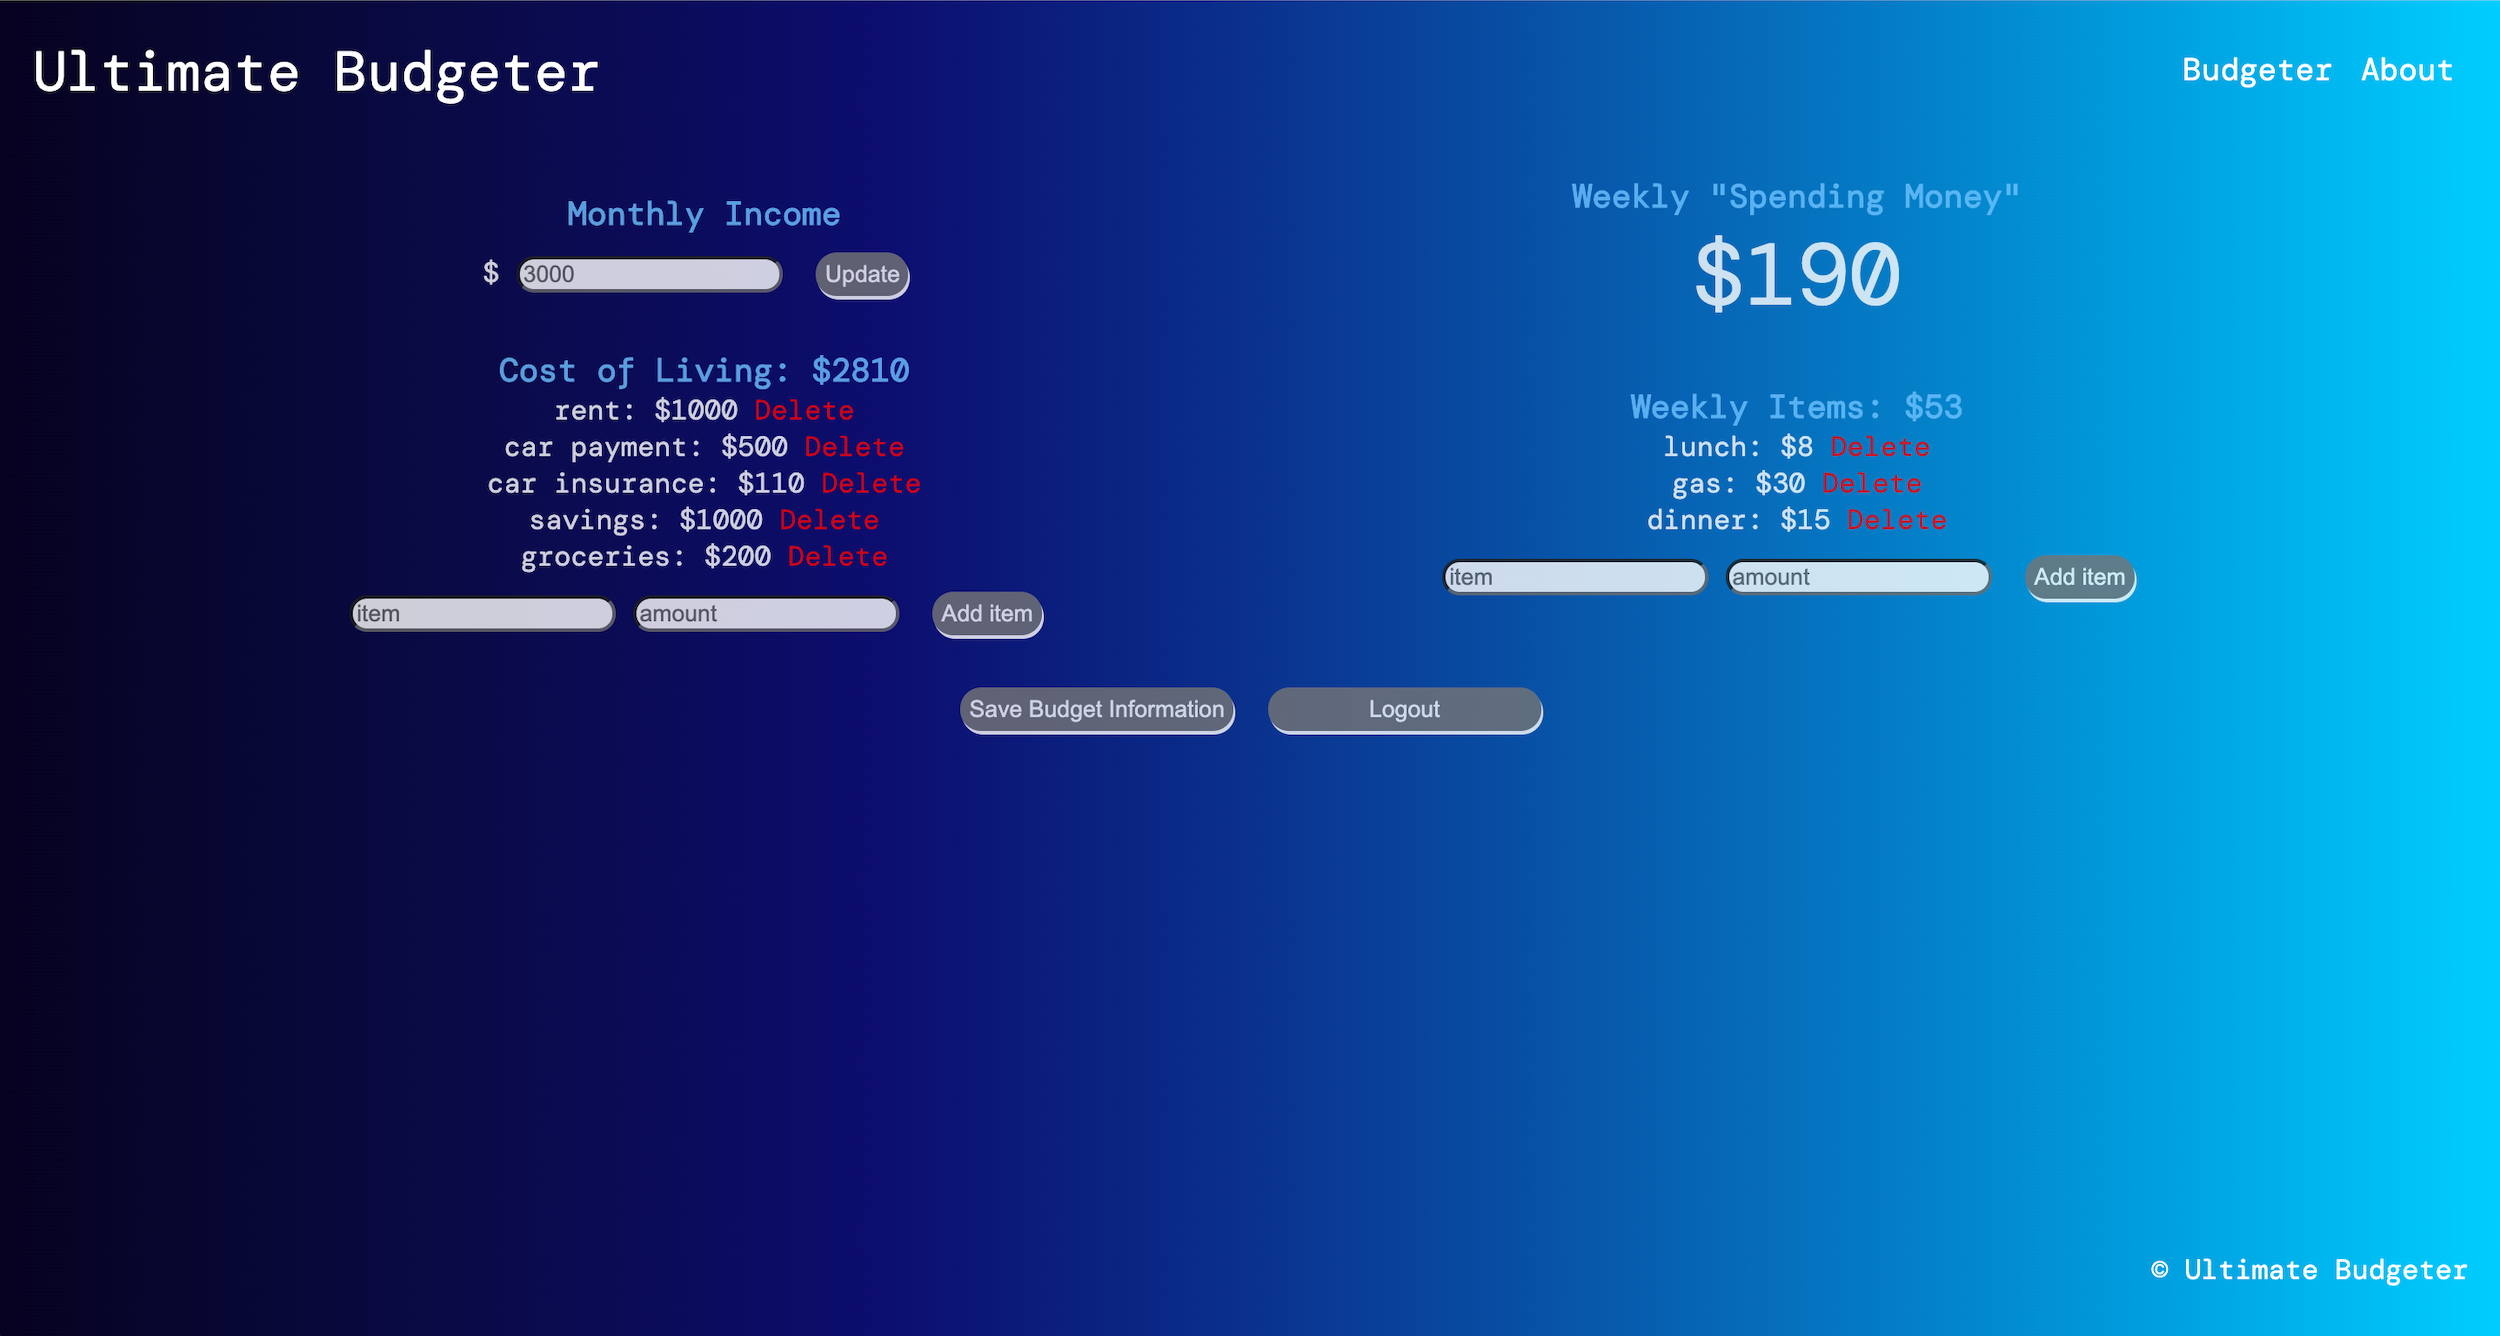 Ultimate Budgeter
Budgeter About
Monthly Income
$ 3000 Update
Cost of Living: $2810
rent: $1000 Delete
car payment: $500 Delete
car insurance: $110 Delete
savings: $1000 Delete
groceries: $200 Delete
item amount Add item
Weekly "Spending Money"
$190
Weekly Items: $53
lunch: $8 Delete
gas: $30 Delete
dinner: $15 Delete
item amount Add item
Save Budget Information Logout
© Ultimate Budgeter